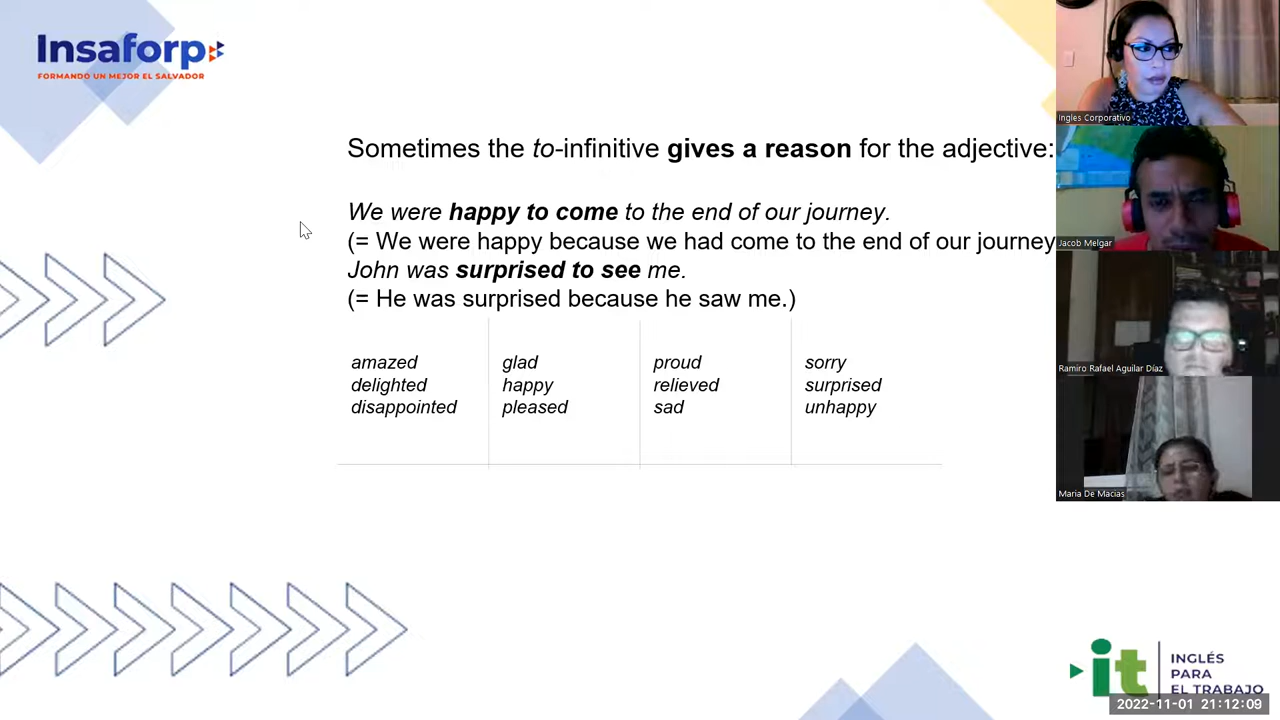 Insaforp
FORMANDO UN MEJOR EL SALVADOR
Sometimes the to-infinitive gives a reason for the adjective:
We were happy to come to the end of our journey.
(= We were happy because we had come to the end of our journey
John was surprised to see me.
(= He was surprised because he saw me.)
amazed glad proud sorry
delighted happy relieved surprised
disappointed pleased sad unhappy
Ingles Corporativo
Jacob Melgar
Ramiro Rafael Aguilar Díaz
Maria De Macias
it
INGLÉS
PARA
EL TRABAJO
2022-11-01 21:12:09